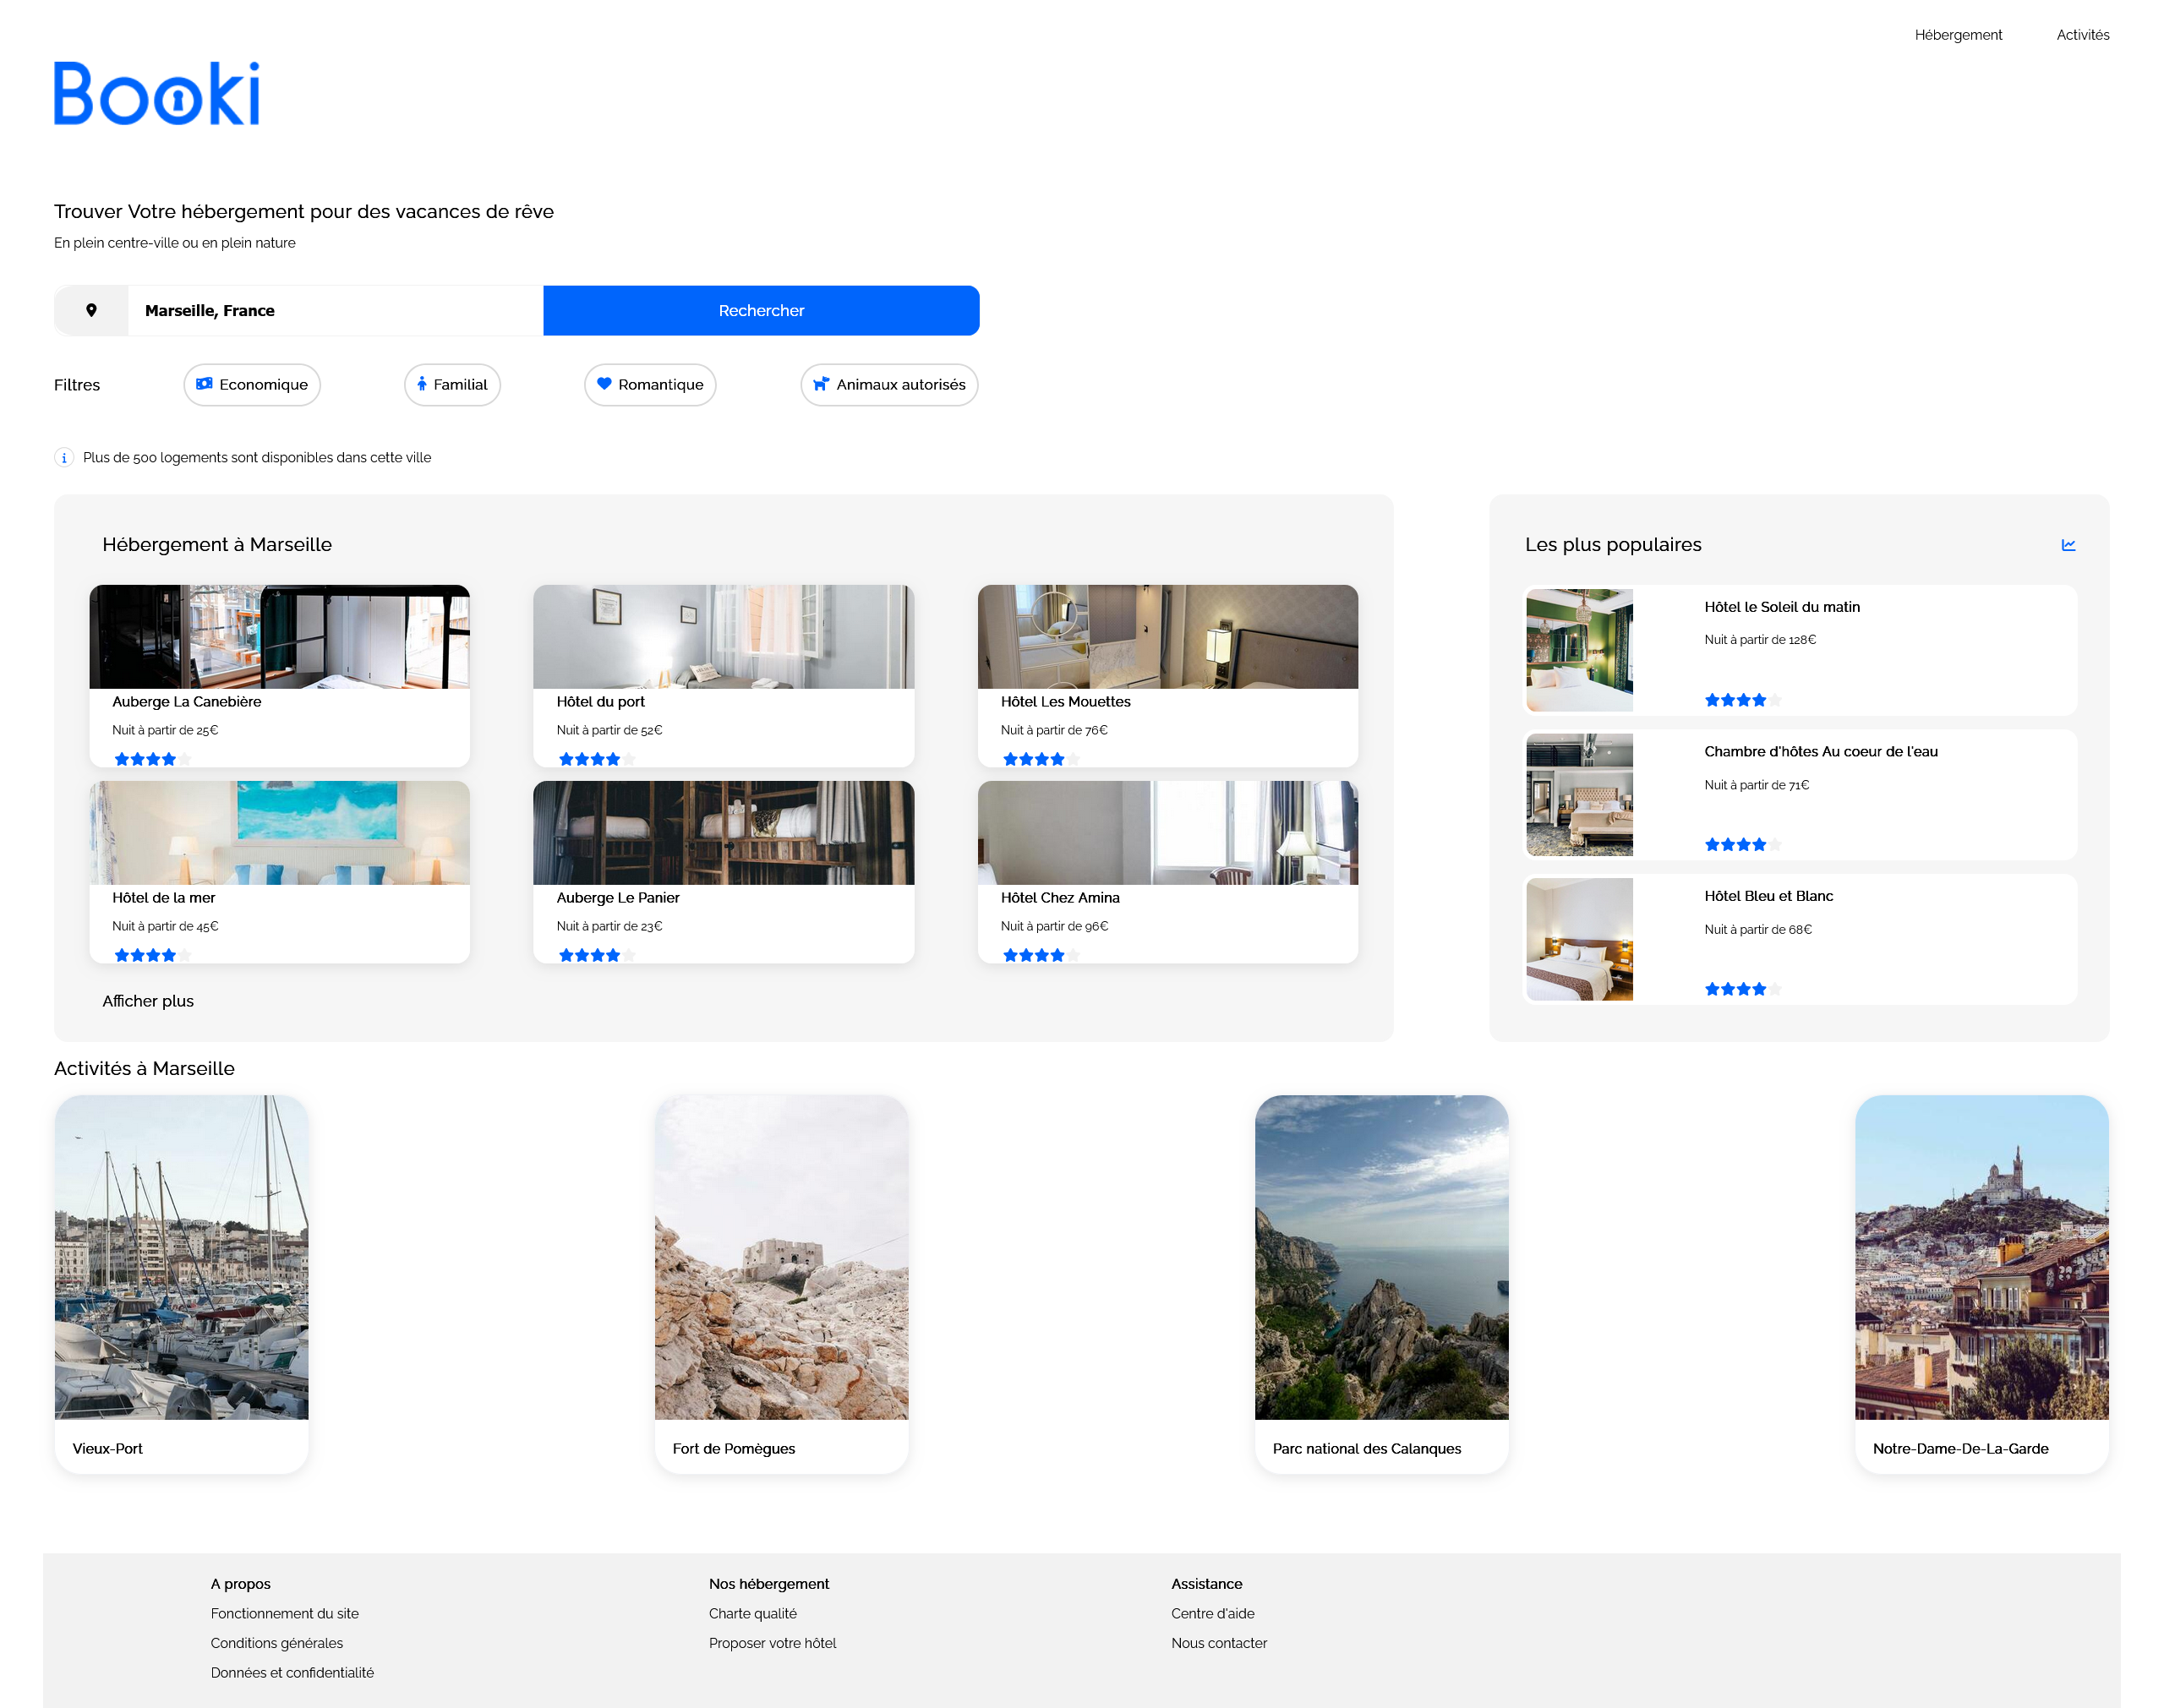 Hébergement
Activités
Booki
Trouver Votre hébergement pour des vacances de rêve
En plein centre-ville ou en plein nature
Marseille, France
Rechercher
Filtres
Economique
Familial
Romantique
Animaux autorisés
Plus de 500 logements sont disponibles dans cette ville
Hébergement à Marseille
Auberge La Canebière
Nuit à partir de 25€
Hôtel du port
Nuit à partir de 52€
Hôtel Les Mouettes
Nuit à partir de 76€
Hôtel de la mer
Nuit à partir de 45€
Auberge Le Panier
Nuit à partir de 23€
Hôtel Chez Amina
Nuit à partir de 96€
Afficher plus
Les plus populaires
Hôtel le Soleil du matin
Nuit à partir de 128€
Chambre d'hôtes Au coeur de l'eau
Nuit à partir de 71€
Hôtel Bleu et Blanc
Nuit à partir de 68€
Activités à Marseille
Vieux-Port
Fort de Pomègues
Parc national des Calanques
Notre-Dame-De-La-Garde
A propos
Fonctionnement du site
Conditions générales
Données et confidentialité
Nos hébergement
Charte qualité
Proposer votre hôtel
Assistance
Centre d'aide
Nous contacter